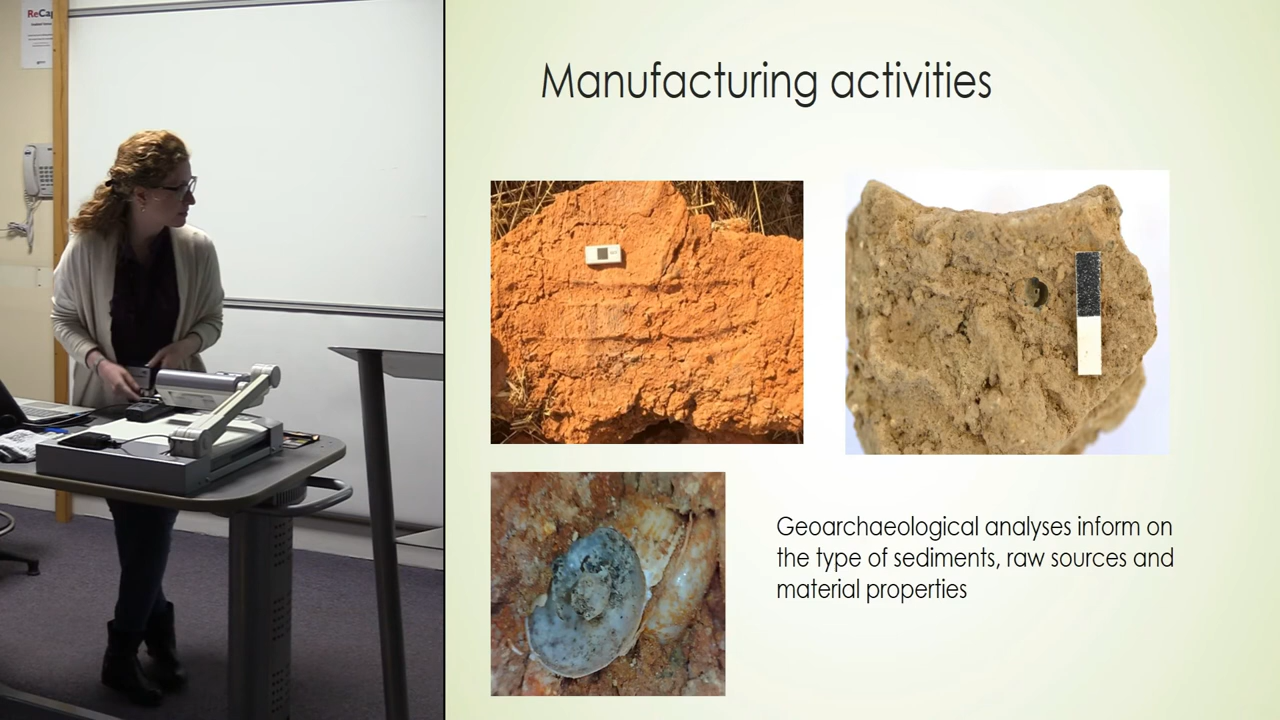 ReCap
Manufacturing activities
Geoarchaeological analyses inform on
the type of sediments, raw sources and
material properties